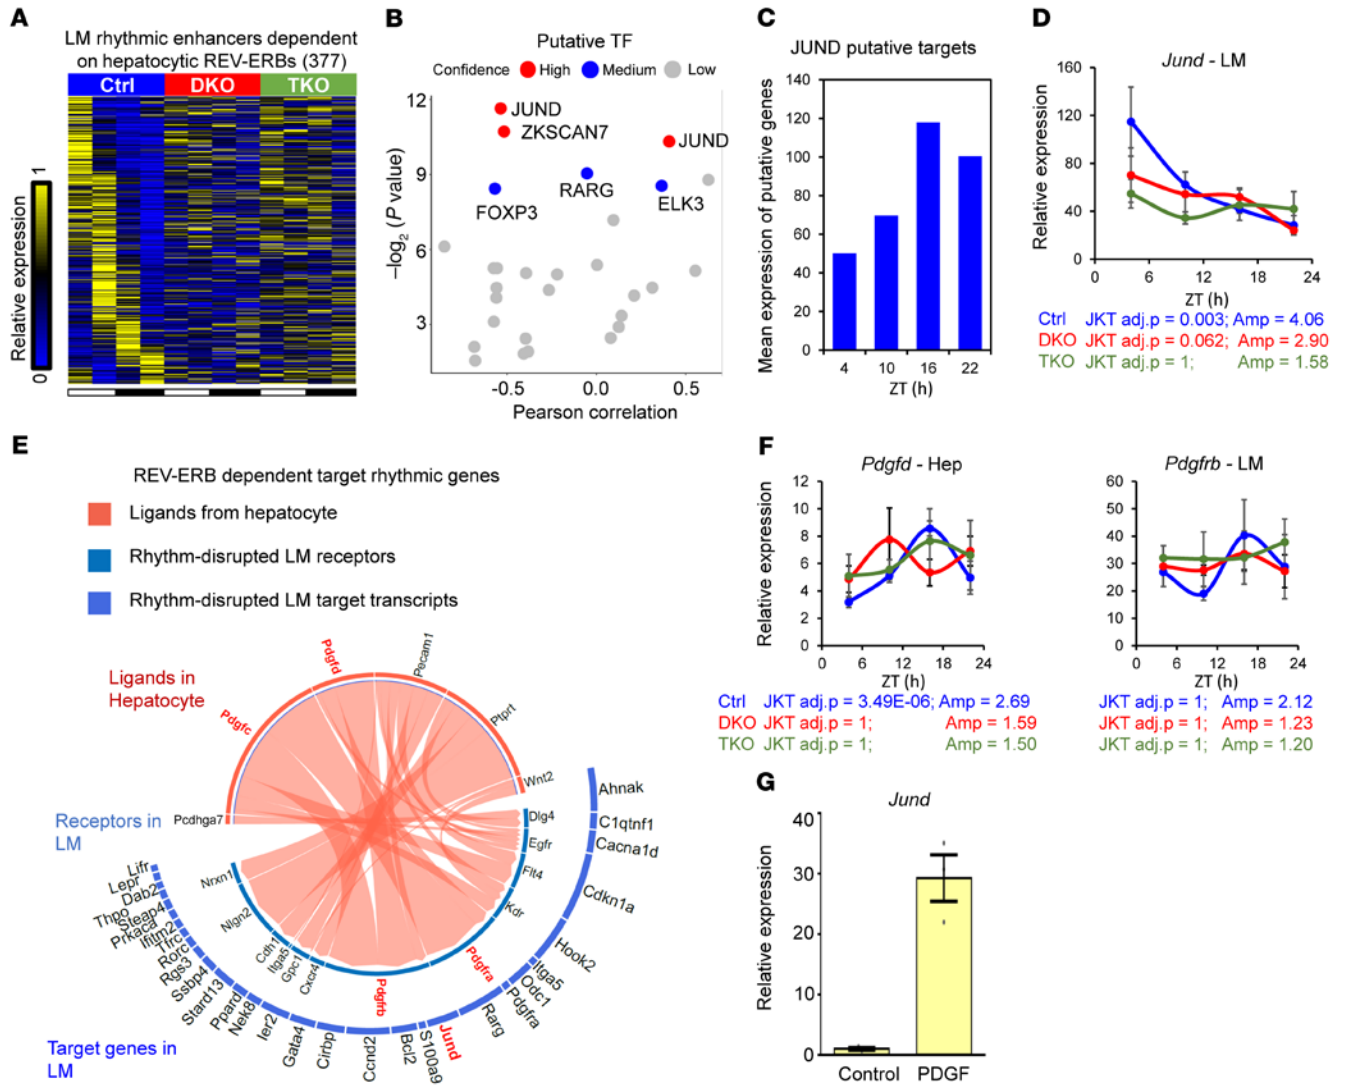 A
LM rhythmic enhancers dependent
on hepatocytic REV-ERBs (377)
Ctrl DKO TKO
Relative expression
0 1
B
Putative TF
Confidence High Medium Low
12
9
6
3
–log2 (P value)
JUND
ZKSCAN7
JUND
RARG
FOXP3
ELK3
-0.5 0.0 0.5
Pearson correlation
C
JUND putative targets
Mean expression of putative genes
140
120
100
80
60
40
20
0
4 10 16 22
ZT (h)
D
Jund - LM
Relative expression
160
120
80
40
0
0 6 12 18 24
ZT (h)
Ctrl JKT adj.p = 0.003; Amp = 4.06
DKO JKT adj.p = 0.062; Amp = 2.90
TKO JKT adj.p = 1; Amp = 1.58
E
REV-ERB dependent target rhythmic genes
Ligands from hepatocyte
Rhythm-disrupted LM receptors
Rhythm-disrupted LM target transcripts
Ligands in
Hepatocyte
Pcdhga7
Pdgfc
Pdgfd
Pecam1
Ptprt
Wnt2
Receptors in
LM
Dlg4
Egfr
Flt4
Kdr
Pdgfra
Pdgfrb
Cxcr4
Gpc1
Itga5
Cdh1
Nlgn2
Nrxn1
Target genes in
LM
Ahnak
C1qtnf1
Cacna1d
Cdkn1a
Hook2
Itga5
Odc1
Pdgfra
Rarg
Jund
S100a9
Bcl2
Ccnd2
Cirbp
Gata4
Ier2
Nek8
Ppard
Stard13
Ssbp4
Rgs3
Rorc
Tfrc
Ifitm2
Prkaca
Steap4
Thpo
Dab2
Lepr
Lifr
F
Pdgfd - Hep
Relative expression
12
10
8
6
4
2
0
0 6 12 18 24
ZT (h)
Ctrl JKT adj.p = 3.49E-06; Amp = 2.69
DKO JKT adj.p = 1; Amp = 1.59
TKO JKT adj.p = 1; Amp = 1.50
Pdgfrb - LM
60
50
40
30
20
10
0
0 6 12 18 24
ZT (h)
JKT adj.p = 1; Amp = 2.12
JKT adj.p = 1; Amp = 1.23
JKT adj.p = 1; Amp = 1.20
G
Jund
Relative expression
40
30
20
10
0
Control PDGF